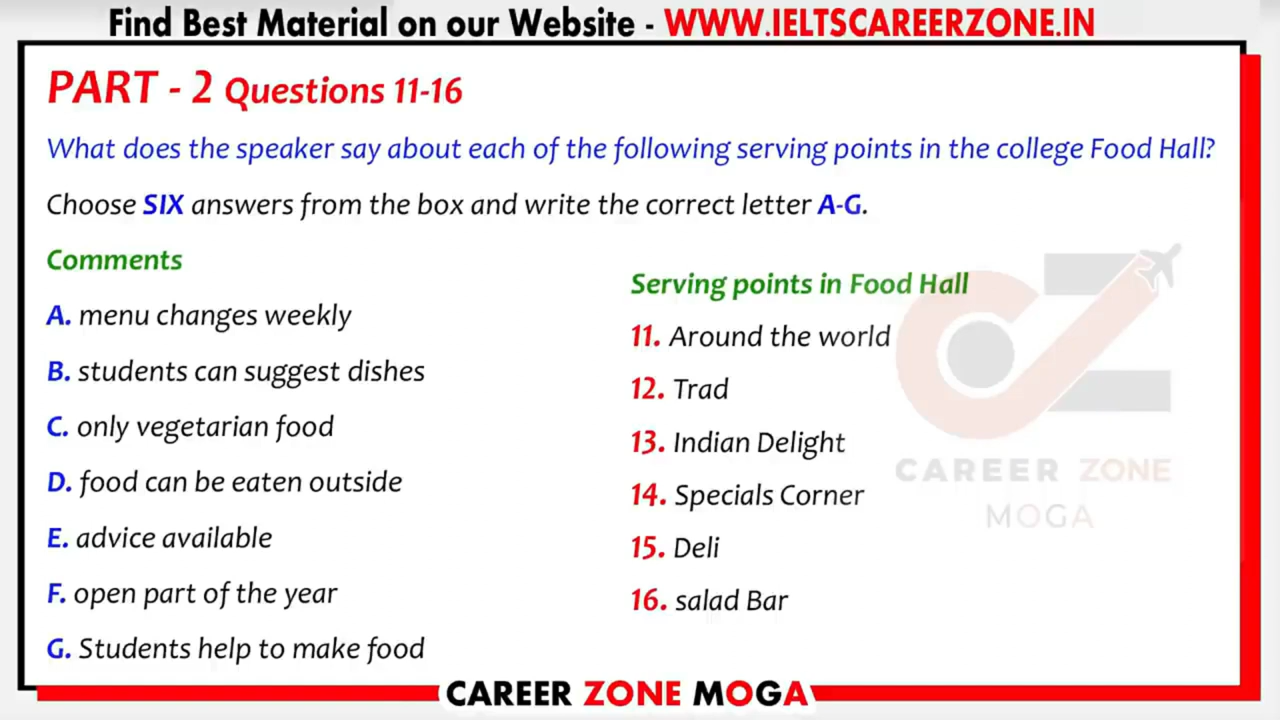 Find Best Material on our Website - WWW.IELTSCAREERZONE.IN
PART - 2 Questions 11-16
What does the speaker say about each of the following serving points in the college Food Hall?
Choose SIX answers from the box and write the correct letter A-G.
Comments
A. menu changes weekly
B. students can suggest dishes
C. only vegetarian food
D. food can be eaten outside
E. advice available
F. open part of the year
G. Students help to make food
Serving points in Food Hall
11. Around the world
12. Trad
13. Indian Delight
14. Specials Corner
15. Deli
16. salad Bar
CAREER ZONE
MOGA
CAREER ZONE MOGA